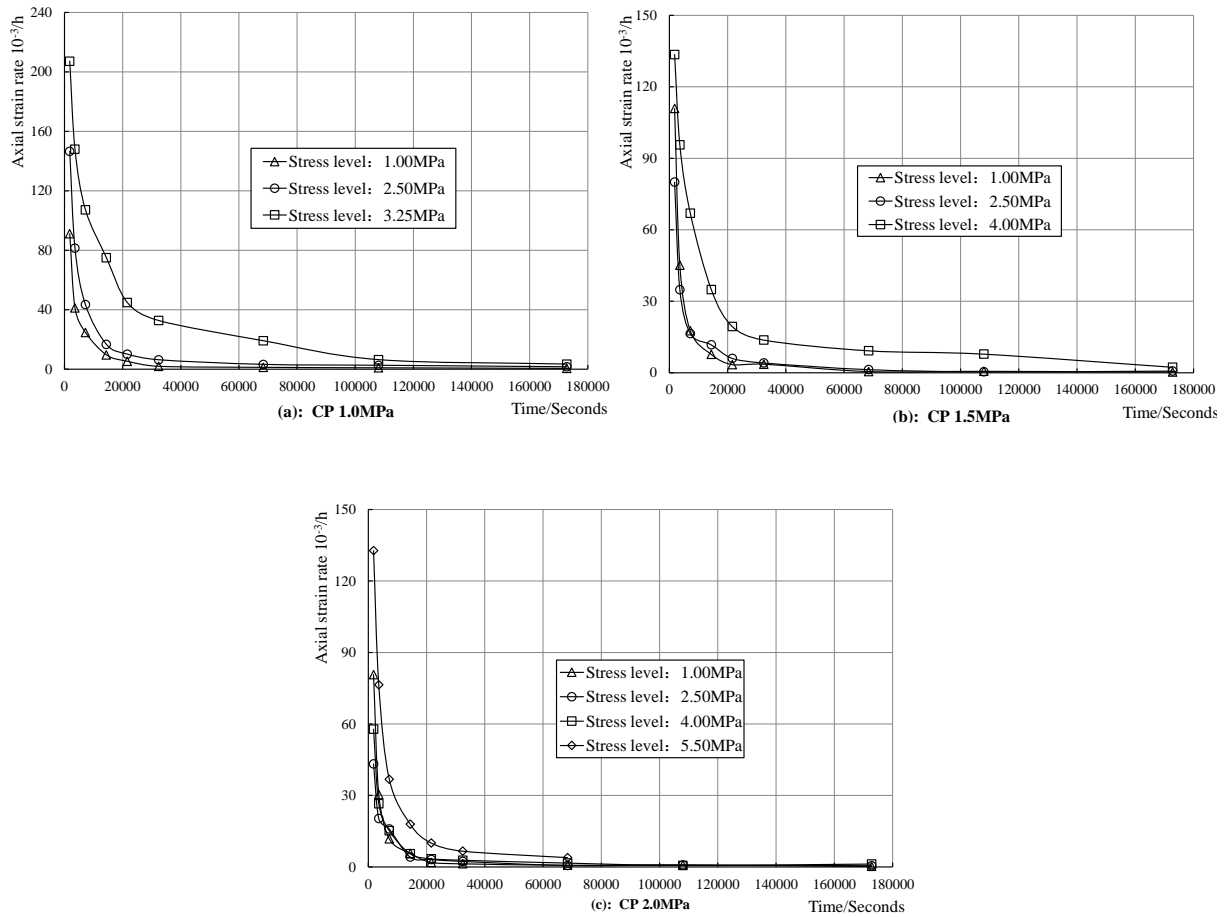 Axial strain rate 10⁻³/h
240
200
160
120
80
40
0
Stress level：1.00MPa
Stress level：2.50MPa
Stress level：3.25MPa
0 20000 40000 60000 80000 100000 120000 140000 160000 180000
(a): CP 1.0MPa
Time/Seconds
Axial strain rate 10⁻³/h
150
120
90
60
30
0
Stress level：1.00MPa
Stress level：2.50MPa
Stress level：4.00MPa
0 20000 40000 60000 80000 100000 120000 140000 160000 180000
(b): CP 1.5MPa
Time/Seconds
Axial strain rate 10⁻³/h
150
120
90
60
30
0
Stress level：1.00MPa
Stress level：2.50MPa
Stress level：4.00MPa
Stress level：5.50MPa
0 20000 40000 60000 80000 100000 120000 140000 160000 180000
(c): CP 2.0MPa
Time/Seconds